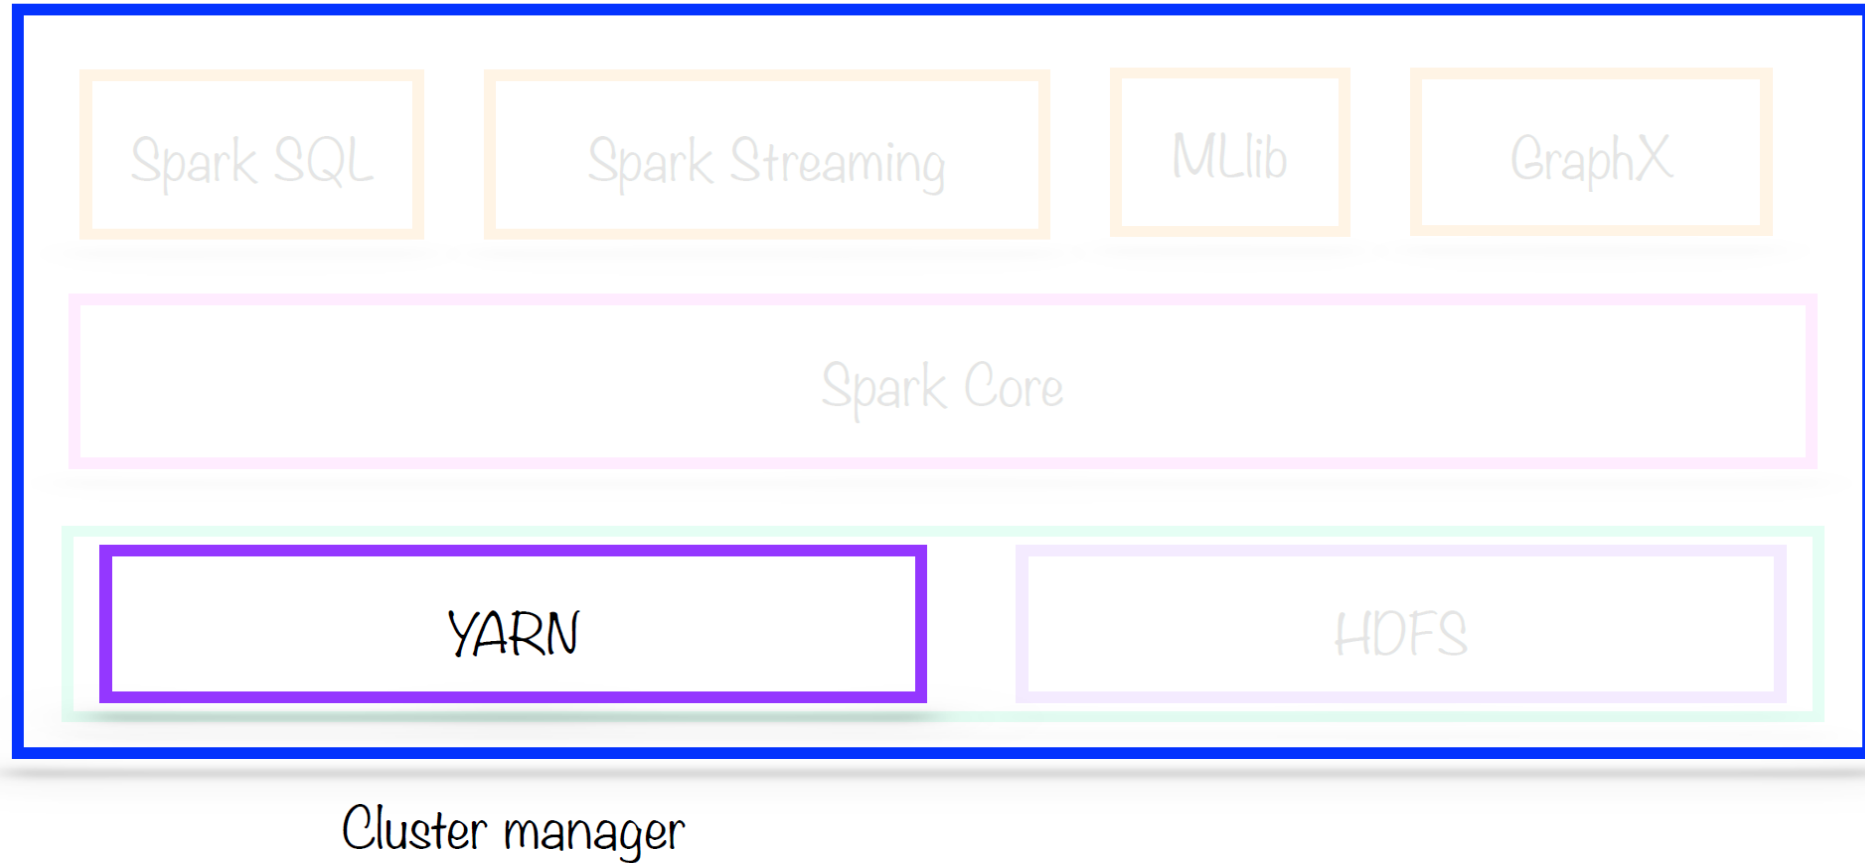 Spark SQL
Spark Streaming
MLlib
GraphX
Spark Core
YARN
HDFS
Cluster manager